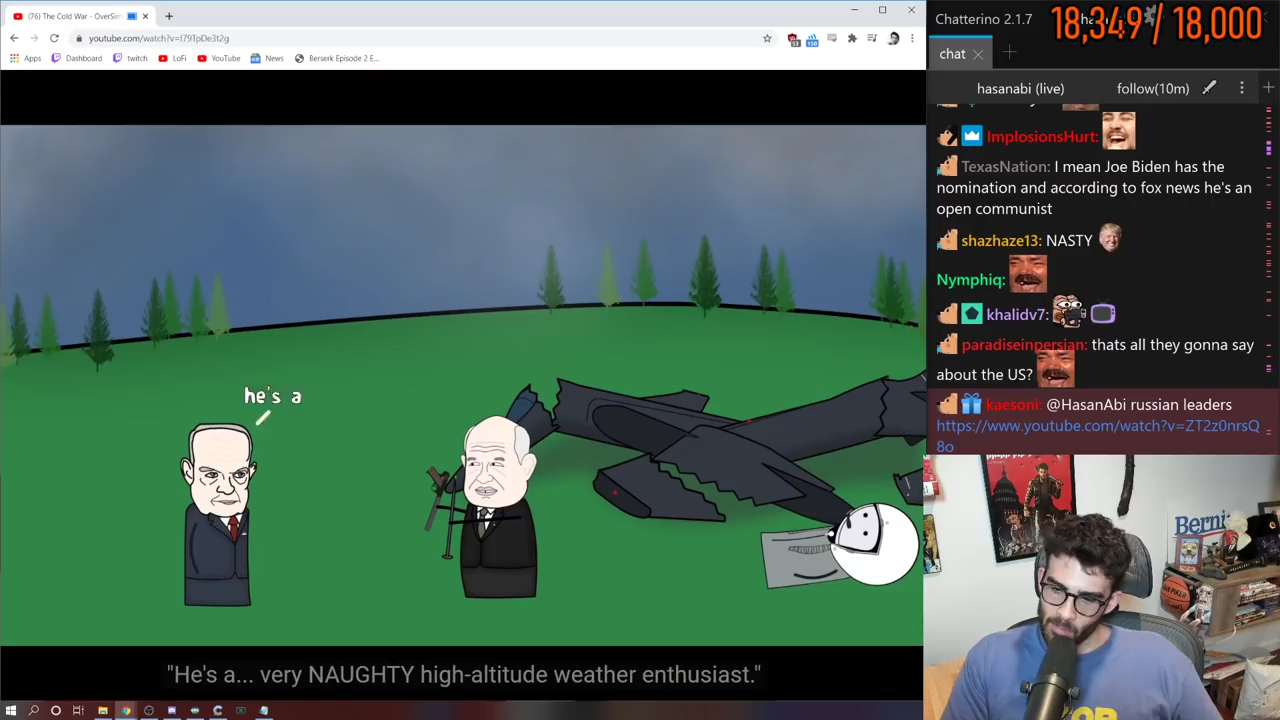 (76) The Cold War - OverSim
youtube.com/watch?v=I79TpDe3t2g
Apps
Dashboard
twitch
LoFi
YouTube
News
Berserk Episode 2 E...
he's a
"He's a... very NAUGHTY high-altitude weather enthusiast."
Chatterino 2.1.7
18,349 / 18,000
chat
hasanabi (live)
follow(10m)
ImplosionsHurt:
TexasNation: I mean Joe Biden has the
nomination and according to fox news he's an
open communist
shazhaze13: NASTY
Nymphiq:
khalidv7:
paradiseinpersian: thats all they gonna say
about the US?
kaesoni: @HasanAbi russian leaders
https://www.youtube.com/watch?v=ZT2z0nrsQ
8o
Bernie